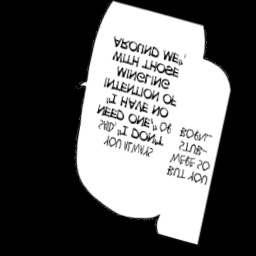 BUT YOU
WERE SO
STUB-
BORN...
YOU ALWAYS
SAID, "I DON'T
NEED ONE," OR
"I HAVE NO
INTENTION OF
MINGLING
WITH THOSE
AROUND ME".